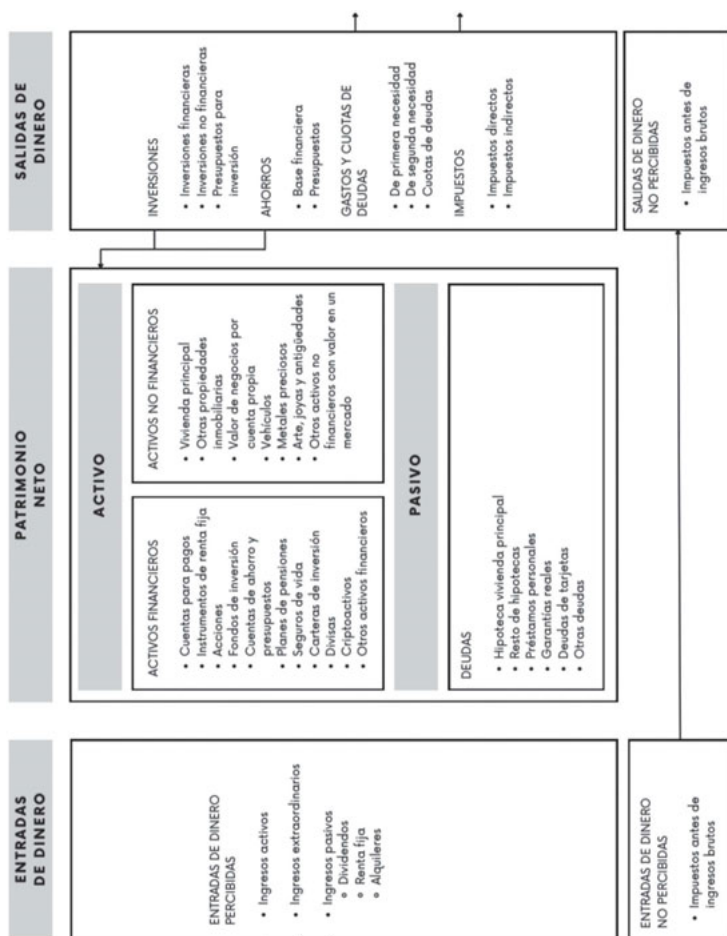 ENTRADAS
DE DINERO
ENTRADAS DE DINERO
PERCIBIDAS
• Ingresos activos
• Ingresos extraordinarios
• Ingresos pasivos
Dividendos
Renta fija
Alquileres
ENTRADAS DE DINERO
NO PERCIBIDAS
• Impuestos antes de
ingresos brutos
PATRIMONIO
NETO
ACTIVO
ACTIVOS FINANCIEROS
• Cuentas para pagos
• Instrumentos de renta fija
• Acciones
• Fondos de inversión
• Cuentas de ahorro y
presupuestos
• Planes de pensiones
• Seguros de vida
• Carteras de inversión
• Divisas
• Criptoactivos
• Otros activos financieros
ACTIVOS NO FINANCIEROS
• Vivienda principal
• Otras propiedades
inmobiliarias
• Valor de negocios por
cuenta propia
• Vehículos
• Metales preciosos
• Arte, joyas y antigüedades
• Otros activos no
financieros con valor en un
mercado
PASIVO
DEUDAS
• Hipoteca vivienda principal
• Resto de hipotecas
• Préstamos personales
• Garantías reales
• Deudas de tarjetas
• Otras deudas
SALIDAS DE
DINERO
INVERSIONES
• Inversiones financieras
• Inversiones no financieras
• Presupuestos para
inversión
AHORROS
• Base financiera
• Presupuestos
GASTOS Y CUOTAS DE
DEUDAS
• De primera necesidad
• De segunda necesidad
• Cuotas de deudas
IMPUESTOS
• Impuestos directos
• Impuestos indirectos
SALIDAS DE DINERO
NO PERCIBIDAS
• Impuestos antes de
ingresos brutos